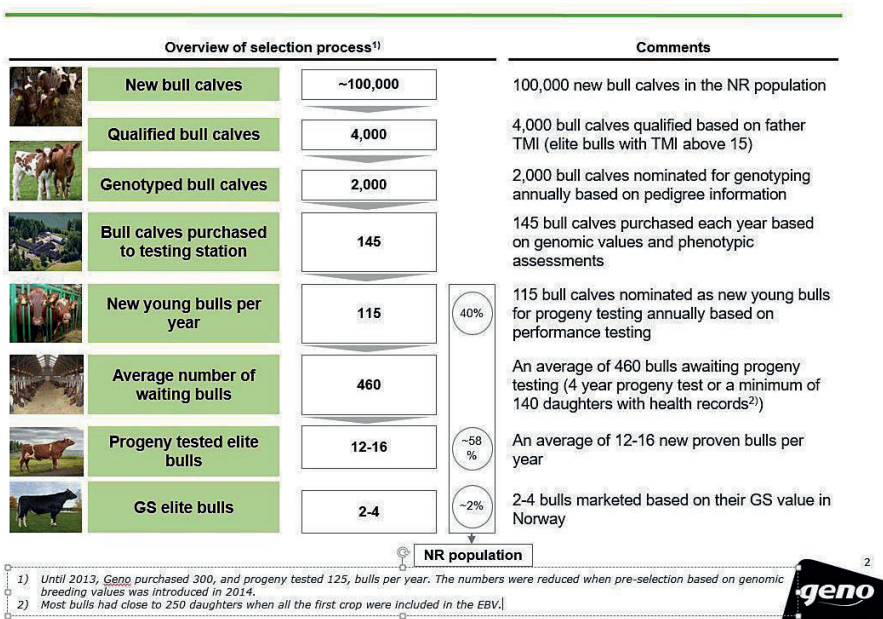 Overview of selection process1)
Comments
New bull calves
~100,000
100,000 new bull calves in the NR population
Qualified bull calves
4,000
4,000 bull calves qualified based on father
TMI (elite bulls with TMI above 15)
Genotyped bull calves
2,000
2,000 bull calves nominated for genotyping
annually based on pedigree information
Bull calves purchased
to testing station
145
145 bull calves purchased each year based
on genomic values and phenotypic
assessments
New young bulls per
year
115
40%
115 bull calves nominated as new young bulls
for progeny testing annually based on
performance testing
Average number of
waiting bulls
460
An average of 460 bulls awaiting progeny
testing (4 year progeny test or a minimum of
140 daughters with health records2))
Progeny tested elite
bulls
12-16
~58
%
An average of 12-16 new proven bulls per
year
GS elite bulls
2-4
~2%
2-4 bulls marketed based on their GS value in
Norway
NR population
2
1) Until 2013, Geno purchased 300, and progeny tested 125, bulls per year. The numbers were reduced when pre-selection based on genomic
breeding values was introduced in 2014.
2) Most bulls had close to 250 daughters when all the first crop were included in the EBV.
geno